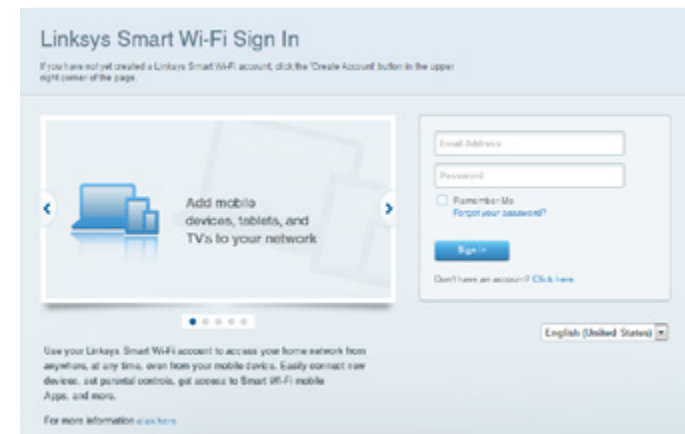 Linksys Smart Wi-Fi Sign In
If you have not yet created a Linksys Smart Wi-Fi account, click the 'Create Account' button in the upper
right corner of the page.
Add mobile
devices, tablets, and
TV's to your network
Email Address
Password
Remember Me
Forgot your password?
Sign In
Don't have an account? Click here.
English (United States)
Use your Linksys Smart Wi-Fi account to access your home network from
anywhere, at any time, even from your mobile device. Easily connect new
devices, set parental controls, get access to Smart Wi-Fi mobile
Apps, and more.
For more information click here